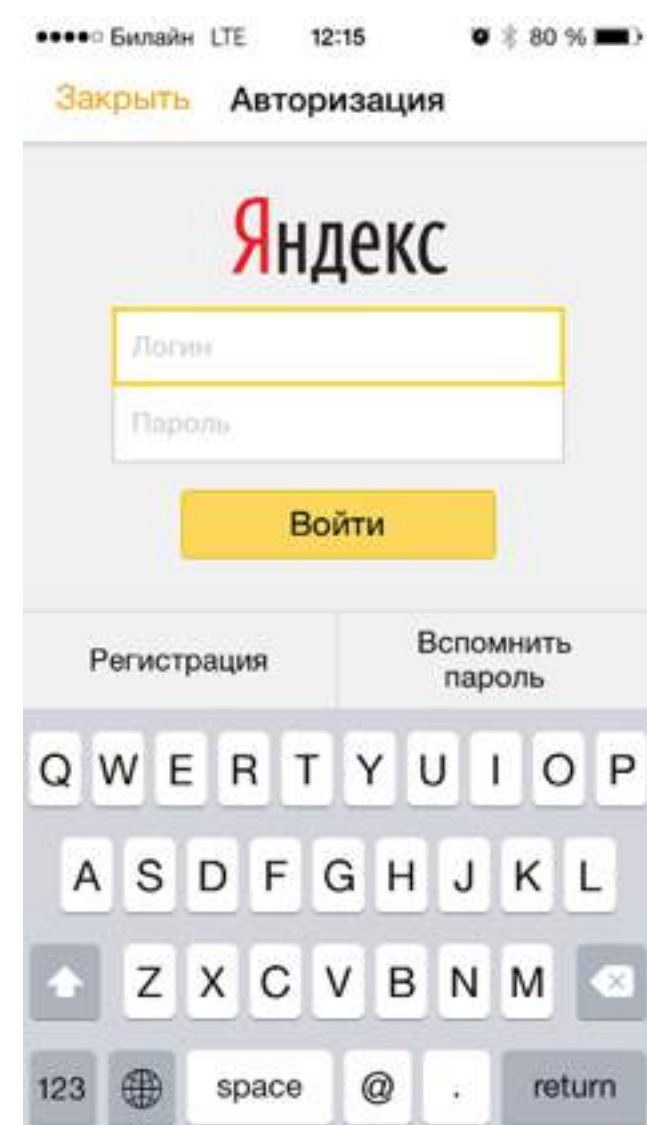 Билайн LTE 12:15 80 %
Закрыть Авторизация
Яндекс
Логин
Пароль
Войти
Регистрация Вспомнить
пароль
Q W E R T Y U I O P
A S D F G H J K L
Z X C V B N M
123 space @ . return